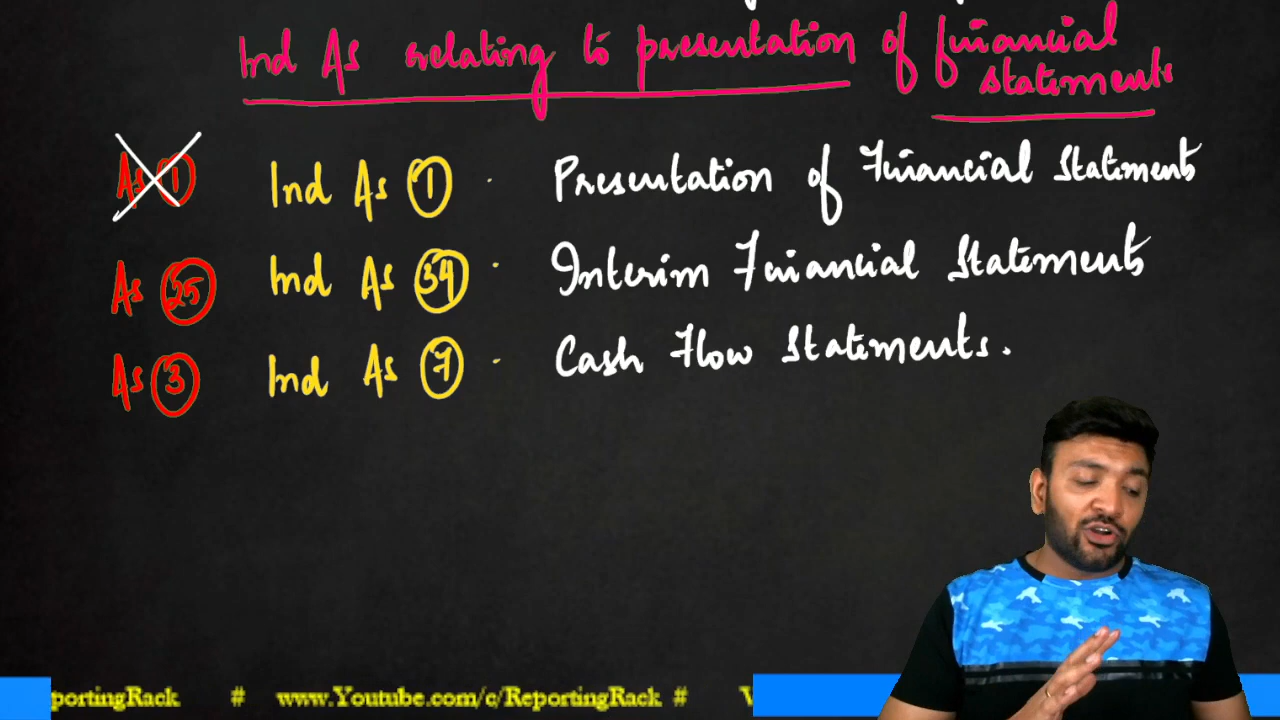 Ind As relating to presentation of financial
statements
As 1 Ind As 1 . Presentation of Financial Statements
As 25 Ind As 34 . Interim Financial Statements
As 3 Ind As 7 . Cash Flow Statements.
portingRack # www.Youtube.com/c/ReportingRack #